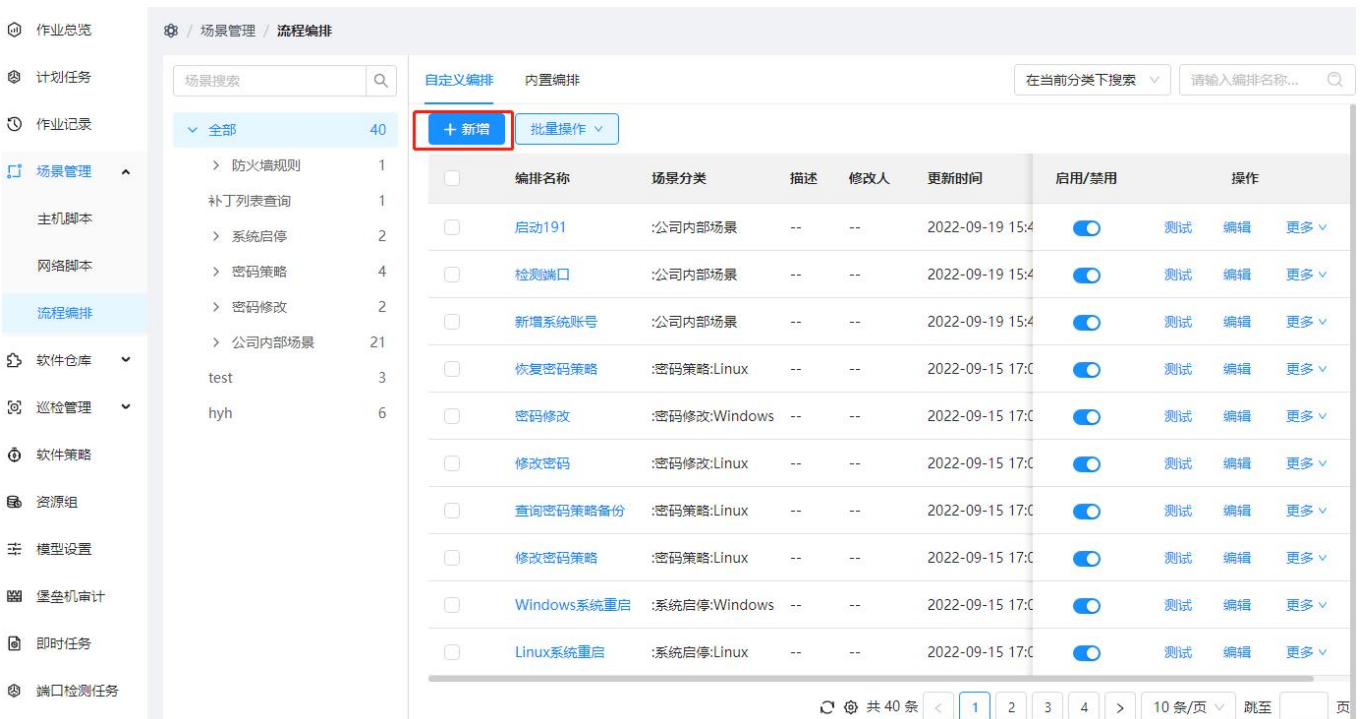 作业总览
计划任务
作业记录
场景管理
主机脚本
网络脚本
流程编排
软件仓库
巡检管理
软件策略
资源组
模型设置
堡垒机审计
即时任务
端口检测任务
/ 场景管理 / 流程编排
场景搜索
全部 40
防火墙规则 1
补丁列表查询 1
系统启停 2
密码策略 4
密码修改 2
公司内部场景 21
test 3
hyh 6
自定义编排 内置编排 在当前分类下搜索 请输入编排名称...
+ 新增 批量操作
编排名称 场景分类 描述 修改人 更新时间 启用/禁用 操作
启动191 :公司内部场景 -- -- 2022-09-19 15:4 测试 编辑 更多
检测端口 :公司内部场景 -- -- 2022-09-19 15:4 测试 编辑 更多
新增系统账号 :公司内部场景 -- -- 2022-09-19 15:4 测试 编辑 更多
恢复密码策略 :密码策略:Linux -- -- 2022-09-15 17:0 测试 编辑 更多
密码修改 :密码修改:Windows -- -- 2022-09-15 17:0 测试 编辑 更多
修改密码 :密码修改:Linux -- -- 2022-09-15 17:0 测试 编辑 更多
查询密码策略备份 :密码策略:Linux -- -- 2022-09-15 17:0 测试 编辑 更多
修改密码策略 :密码策略:Linux -- -- 2022-09-15 17:0 测试 编辑 更多
Windows系统重启 :系统启停:Windows -- -- 2022-09-15 17:0 测试 编辑 更多
Linux系统重启 :系统启停:Linux -- -- 2022-09-15 17:0 测试 编辑 更多
共 40 条 < 1 2 3 4 > 10 条/页 跳至 页